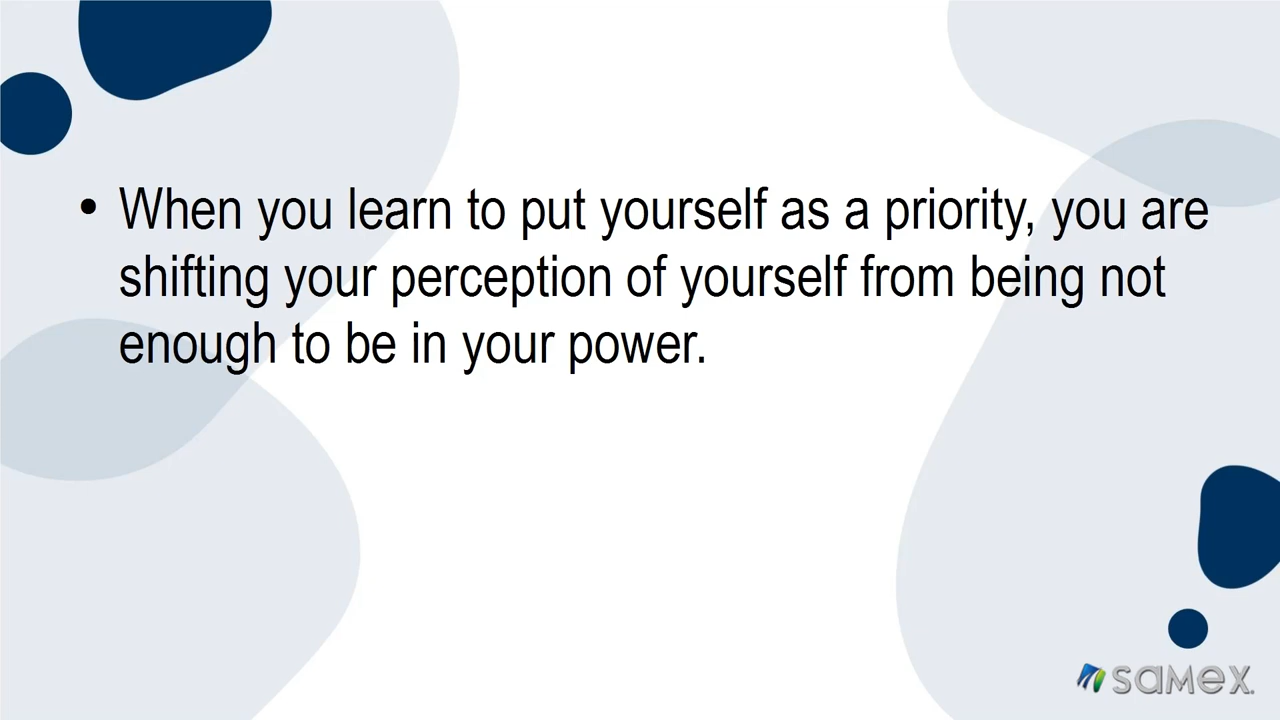 • When you learn to put yourself as a priority, you are
shifting your perception of yourself from being not
enough to be in your power.
samex.